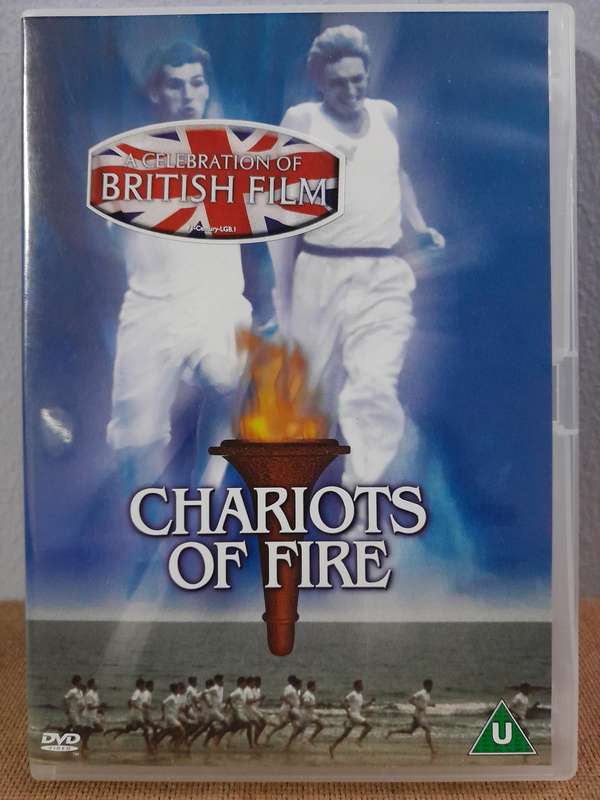 A CELEBRATION OF
BRITISH FILM
CHARIOTS
OF FIRE
DVD
VIDEO
U